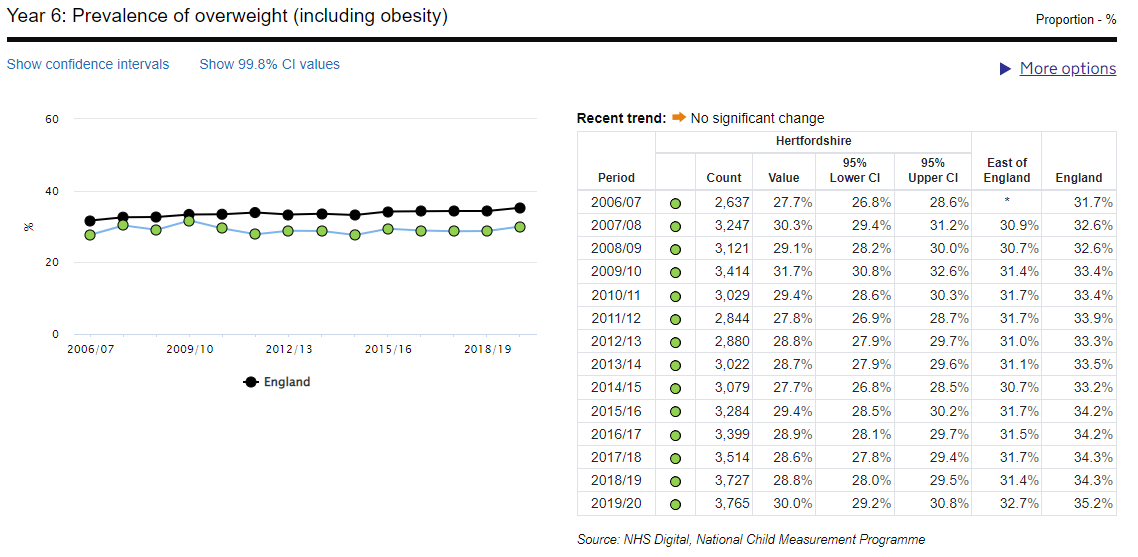 Year 6: Prevalence of overweight (including obesity)
Proportion - %
Show confidence intervals Show 99.8% CI values
More options
60
40
%
20
0
2006/07 2009/10 2012/13 2015/16 2018/19
England
Recent trend: No significant change
Hertfordshire
Period Count Value 95% Lower CI 95% Upper CI East of England England
2006/07 2,637 27.7% 26.8% 28.6% * 31.7%
2007/08 3,247 30.3% 29.4% 31.2% 30.9% 32.6%
2008/09 3,121 29.1% 28.2% 30.0% 30.7% 32.6%
2009/10 3,414 31.7% 30.8% 32.6% 31.4% 33.4%
2010/11 3,029 29.4% 28.6% 30.3% 31.7% 33.4%
2011/12 2,844 27.8% 26.9% 28.7% 31.7% 33.9%
2012/13 2,880 28.8% 27.9% 29.7% 31.0% 33.3%
2013/14 3,022 28.7% 27.9% 29.6% 31.1% 33.5%
2014/15 3,079 27.7% 26.8% 28.5% 30.7% 33.2%
2015/16 3,284 29.4% 28.5% 30.2% 31.7% 34.2%
2016/17 3,399 28.9% 28.1% 29.7% 31.5% 34.2%
2017/18 3,514 28.6% 27.8% 29.4% 31.7% 34.3%
2018/19 3,727 28.8% 28.0% 29.5% 31.4% 34.3%
2019/20 3,765 30.0% 29.2% 30.8% 32.7% 35.2%
Source: NHS Digital, National Child Measurement Programme